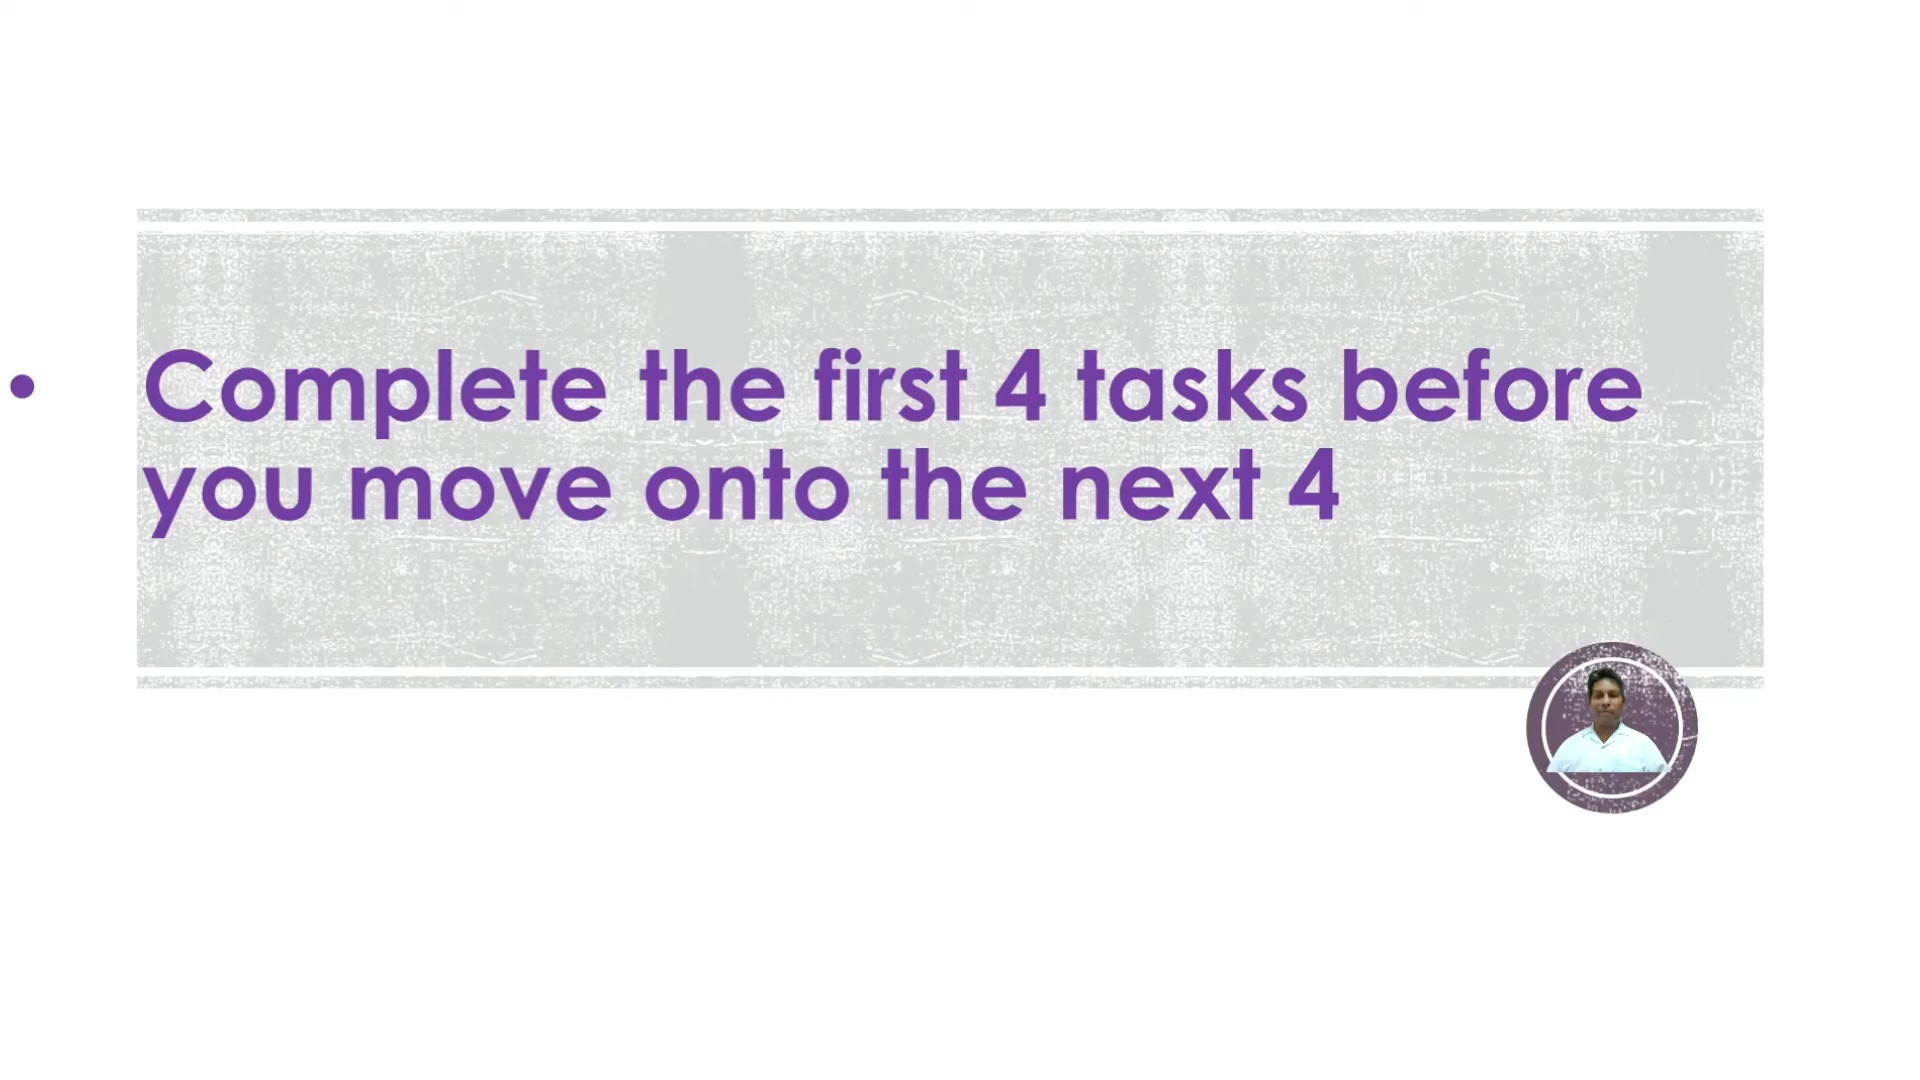 • Complete the first 4 tasks before
you move onto the next 4